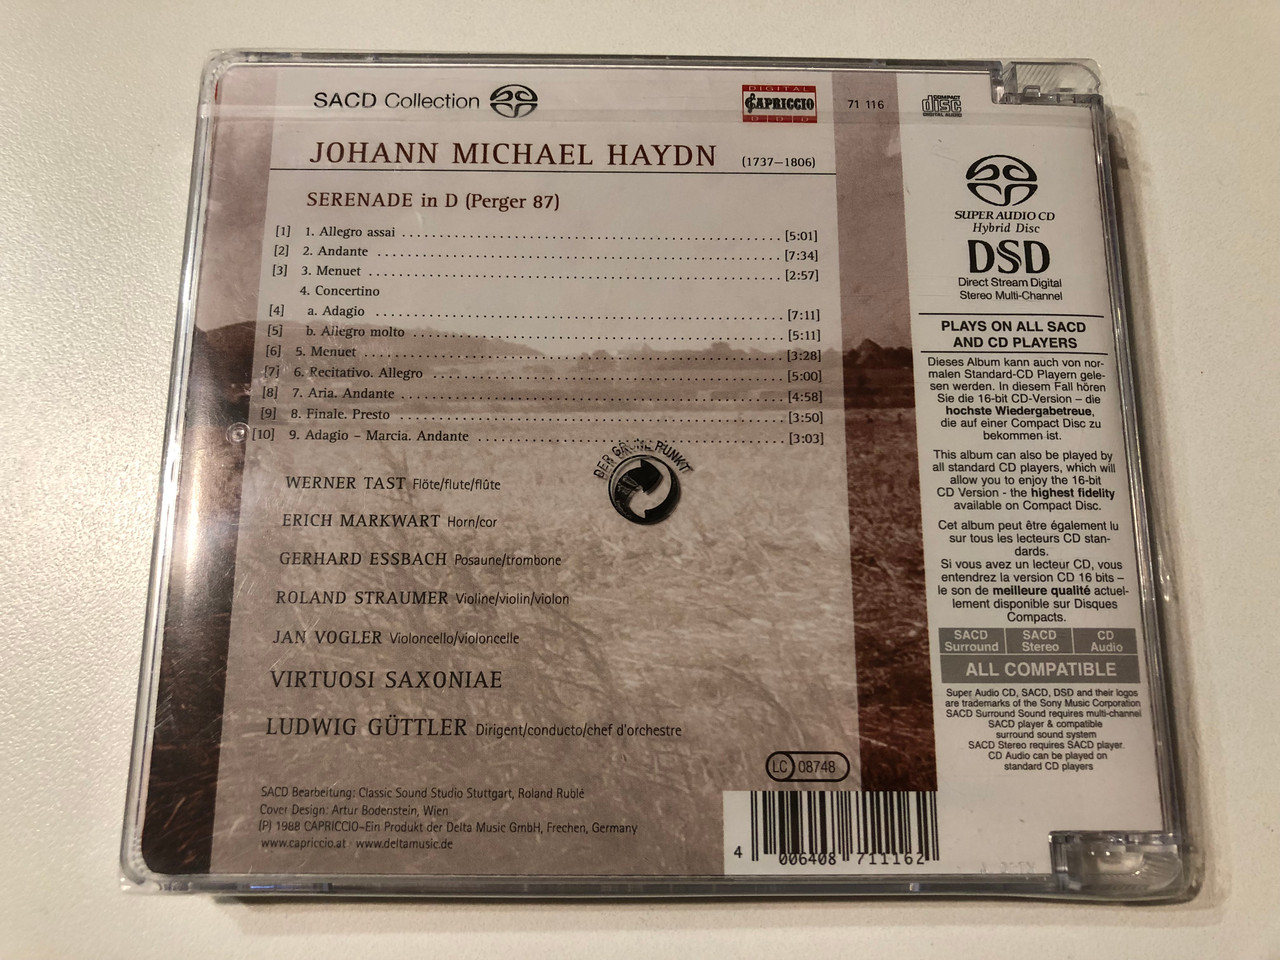 SACD Collection
DIGITAL
CAPRICCIO
D D D
71 116
COMPACT
disc
DIGITAL AUDIO
JOHANN MICHAEL HAYDN (1737–1806)
SERENADE in D (Perger 87)
[1] 1. Allegro assai [5:01]
[2] 2. Andante [7:34]
[3] 3. Menuet [2:57]
4. Concertino
[4] a. Adagio [7:11]
[5] b. Allegro molto [5:11]
[6] 5. Menuet [3:28]
[7] 6. Recitativo. Allegro [5:00]
[8] 7. Aria. Andante [4:58]
[9] 8. Finale. Presto [3:50]
[10] 9. Adagio – Marcia. Andante [3:03]
DER GRÜNE PUNKT
WERNER TAST Flöte/flute/flûte
ERICH MARKWART Horn/cor
GERHARD ESSBACH Posaune/trombone
ROLAND STRAUMER Violine/violin/violon
JAN VOGLER Violoncello/violoncelle
VIRTUOSI SAXONIAE
LUDWIG GÜTTLER Dirigent/conducto/chef d'orchestre
LC 08748
SACD Bearbeitung: Classic Sound Studio Stuttgart, Roland Rublé
Cover Design: Artur Bodenstein, Wien
(P) 1988 CAPRICCIO–Ein Produkt der Delta Music GmbH, Frechen, Germany
www.capriccio.at · www.deltamusic.de
4 006408 711162
SUPER AUDIO CD
Hybrid Disc
DSD
Direct Stream Digital
Stereo Multi-Channel
PLAYS ON ALL SACD
AND CD PLAYERS
Dieses Album kann auch von nor-
malen Standard-CD Playern gele-
sen werden. In diesem Fall hören
Sie die 16-bit CD-Version – die
hochste Wiedergabetreue,
die auf einer Compact Disc zu
bekommen ist.
This album can also be played by
all standard CD players, which will
allow you to enjoy the 16-bit
CD Version - the highest fidelity
available on Compact Disc.
Cet album peut être également lu
sur tous les lecteurs CD stan-
dards.
Si vous avez un lecteur CD, vous
entendrez la version CD 16 bits –
le son de meilleure qualité actuel-
lement disponible sur Disques
Compacts.
SACD Surround
SACD Stereo
CD Audio
ALL COMPATIBLE
Super Audio CD, SACD, DSD and their logos
are trademarks of the Sony Music Corporation
SACD Surround Sound requires multi-channel
SACD player & compatible
surround sound system
SACD Stereo requires SACD player.
CD Audio can be played on
standard CD players